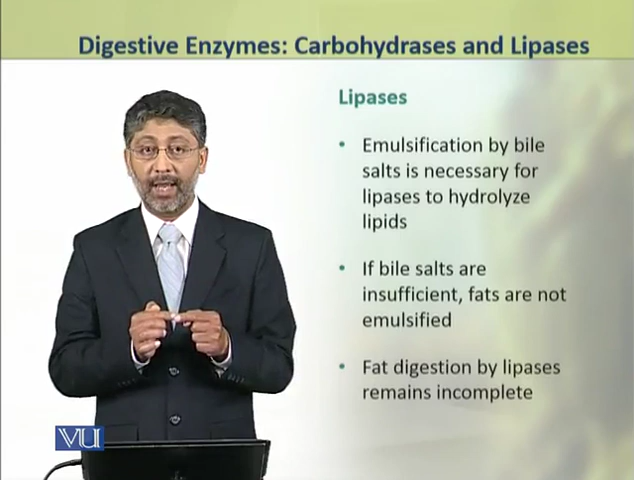 Digestive Enzymes: Carbohydrases and Lipases
Lipases
• Emulsification by bile
salts is necessary for
lipases to hydrolyze
lipids
• If bile salts are
insufficient, fats are not
emulsified
• Fat digestion by lipases
remains incomplete
VU